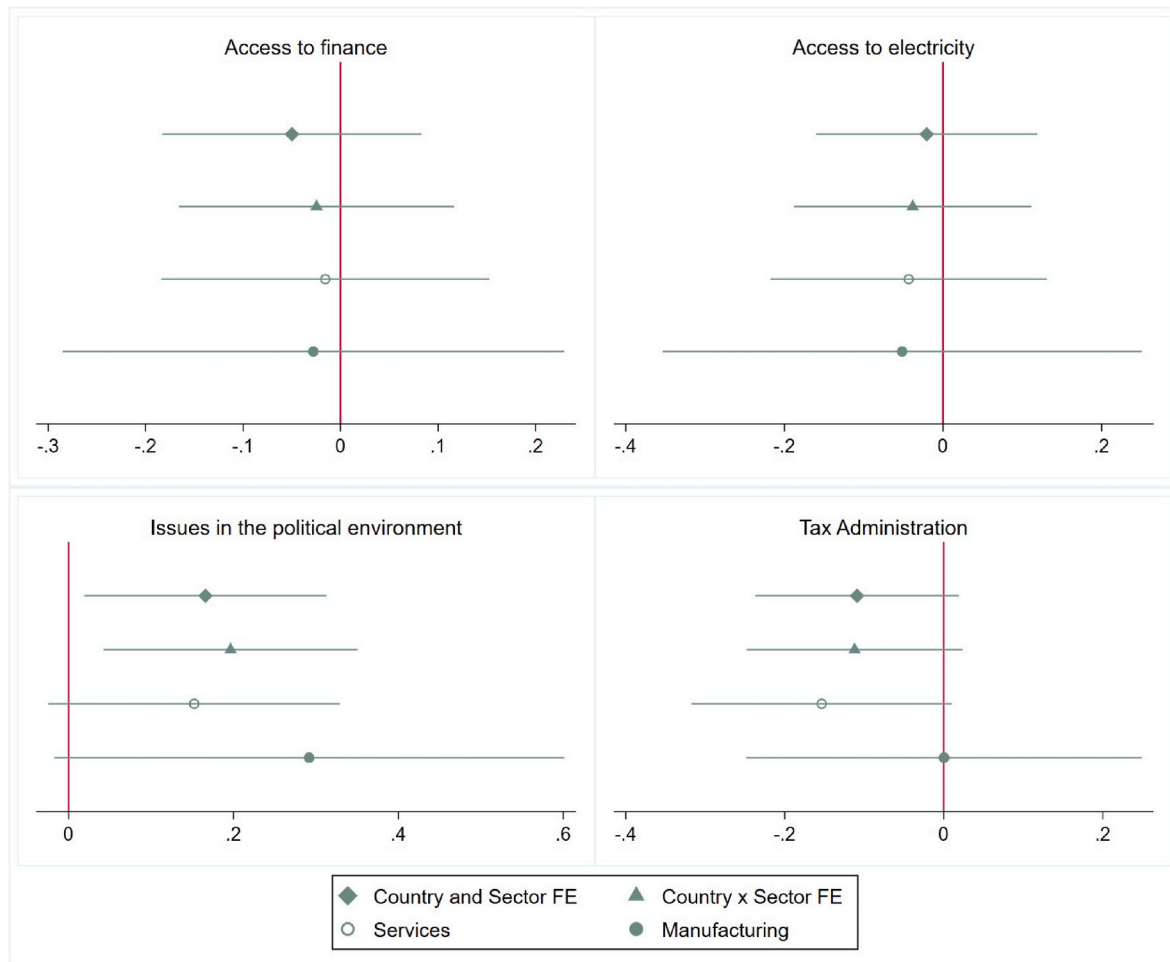 Access to finance
-.3 -.2 -.1 0 .1 .2
Access to electricity
-.4 -.2 0 .2
Issues in the political environment
0 .2 .4 .6
Tax Administration
-.4 -.2 0 .2
Country and Sector FE
Country x Sector FE
Services
Manufacturing